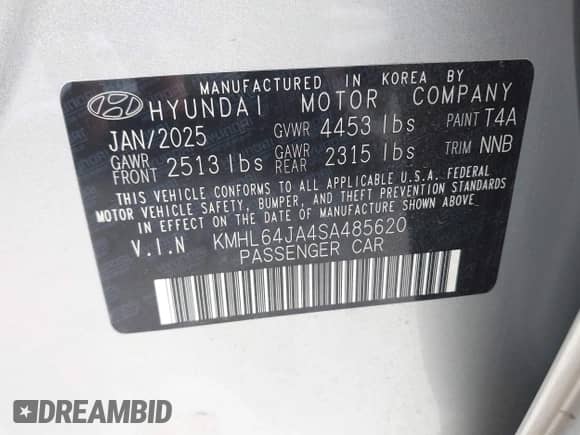 MANUFACTURED IN KOREA BY
HYUNDAI MOTOR COMPANY
JAN/2025 GVWR 4453 lbs PAINT T4A
GAWR FRONT 2513 lbs GAWR REAR 2315 lbs TRIM NNB
THIS VEHICLE CONFORMS TO ALL APPLICABLE U.S.A. FEDERAL
MOTOR VEHICLE SAFETY, BUMPER, AND THEFT PREVENTION STANDARDS
IN EFFECT ON THE DATE OF MANUFACTURE SHOWN ABOVE.
V.I.N KMHL64JA4SA485620
PASSENGER CAR
DREAMBID